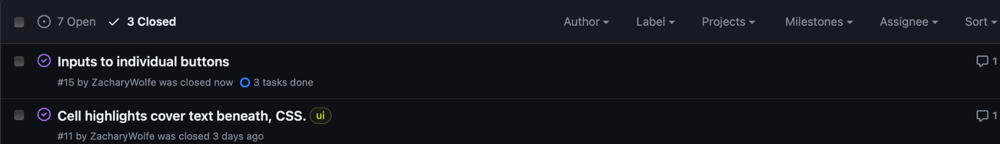 7 Open 3 Closed Author Label Projects Milestones Assignee Sort
Inputs to individual buttons 1
#15 by ZacharyWolfe was closed now 3 tasks done
Cell highlights cover text beneath, CSS. ui 1
#11 by ZacharyWolfe was closed 3 days ago